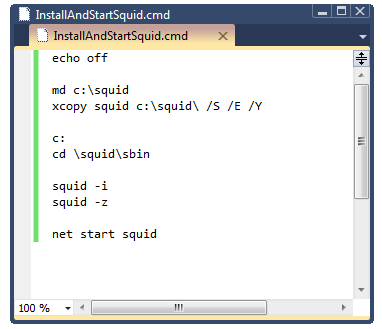 InstallAndStartSquid.cmd
InstallAndStartSquid.cmd
echo off
md c:\squid
xcopy squid c:\squid\ /S /E /Y
c:
cd \squid\sbin
squid -i
squid -z
net start squid
100 %